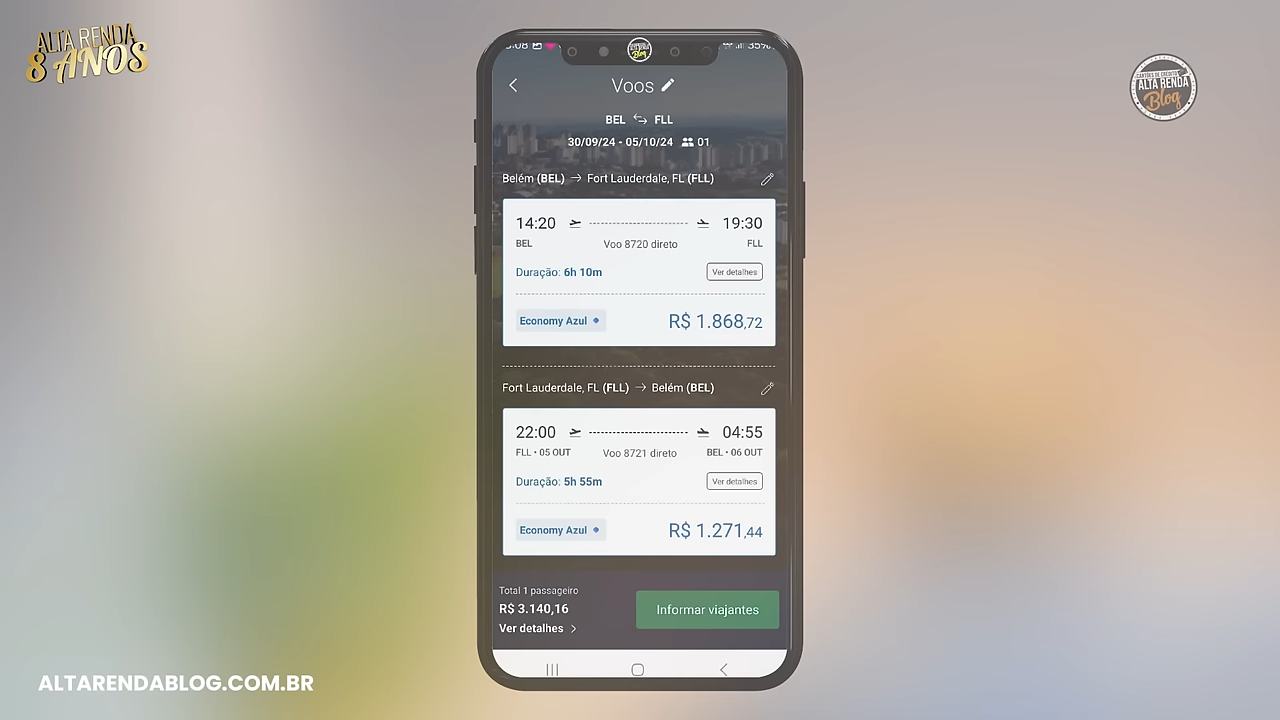 ALTA RENDA
8 ANOS
CARTÕES DE CRÉDITO
ALTA RENDA
Blog
35%
Voos
BEL FLL
30/09/24 - 05/10/24 01
Belém (BEL) → Fort Lauderdale, FL (FLL)
14:20 19:30
BEL Voo 8720 direto FLL
Duração: 6h 10m Ver detalhes
Economy Azul R$ 1.868,72
Fort Lauderdale, FL (FLL) → Belém (BEL)
22:00 04:55
FLL • 05 OUT Voo 8721 direto BEL • 06 OUT
Duração: 5h 55m Ver detalhes
Economy Azul R$ 1.271,44
Total 1 passageiro
R$ 3.140,16
Ver detalhes >
Informar viajantes
ALTARENDABLOG.COM.BR